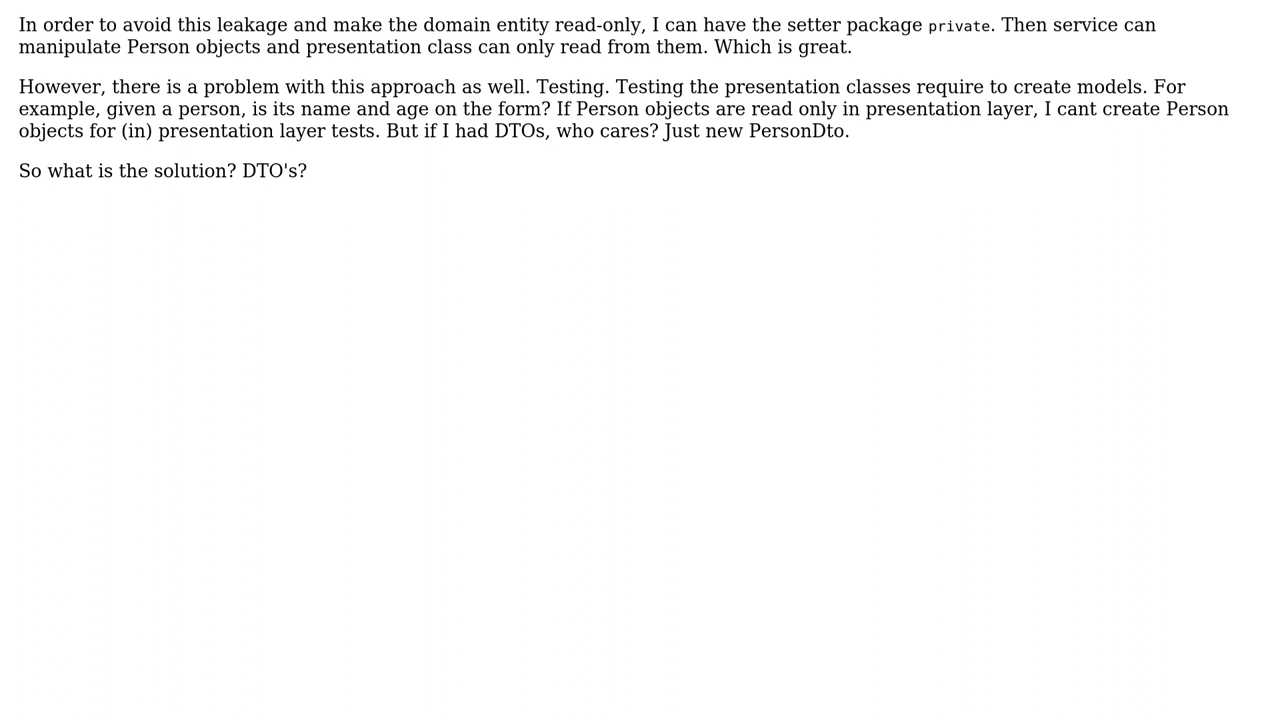 In order to avoid this leakage and make the domain entity read-only, I can have the setter package private. Then service can
manipulate Person objects and presentation class can only read from them. Which is great.
However, there is a problem with this approach as well. Testing. Testing the presentation classes require to create models. For
example, given a person, is its name and age on the form? If Person objects are read only in presentation layer, I cant create Person
objects for (in) presentation layer tests. But if I had DTOs, who cares? Just new PersonDto.
So what is the solution? DTO's?